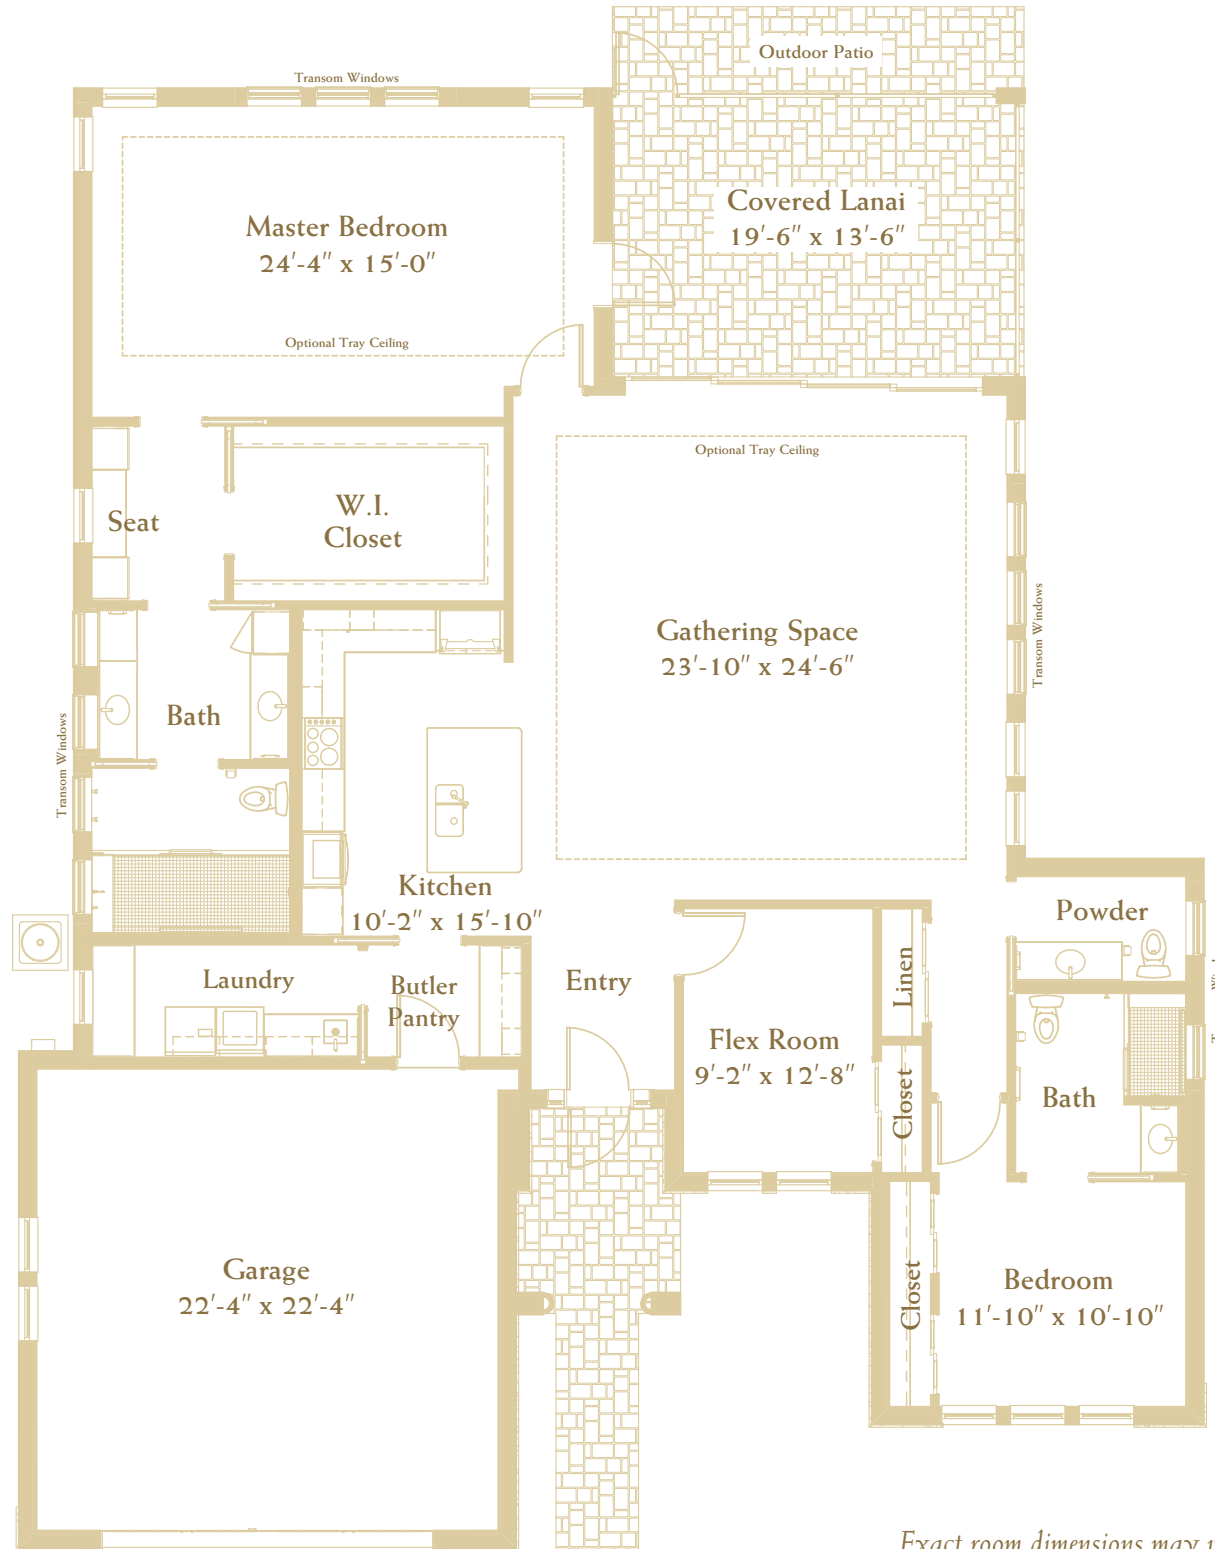 Outdoor Patio
Transom Windows
Covered Lanai
19'-6" x 13'-6"
Master Bedroom
24'-4" x 15'-0"
Optional Tray Ceiling
Optional Tray Ceiling
W.I.
Closet
Seat
Gathering Space
23'-10" x 24'-6"
Transom Windows
Bath
Transom Windows
Kitchen
10'-2" x 15'-10"
Powder
Laundry
Butler
Pantry
Entry
Linen
Flex Room
9'-2" x 12'-8"
Closet
Bath
Garage
22'-4" x 22'-4"
Closet
Bedroom
11'-10" x 10'-10"
Exact room dimensions may